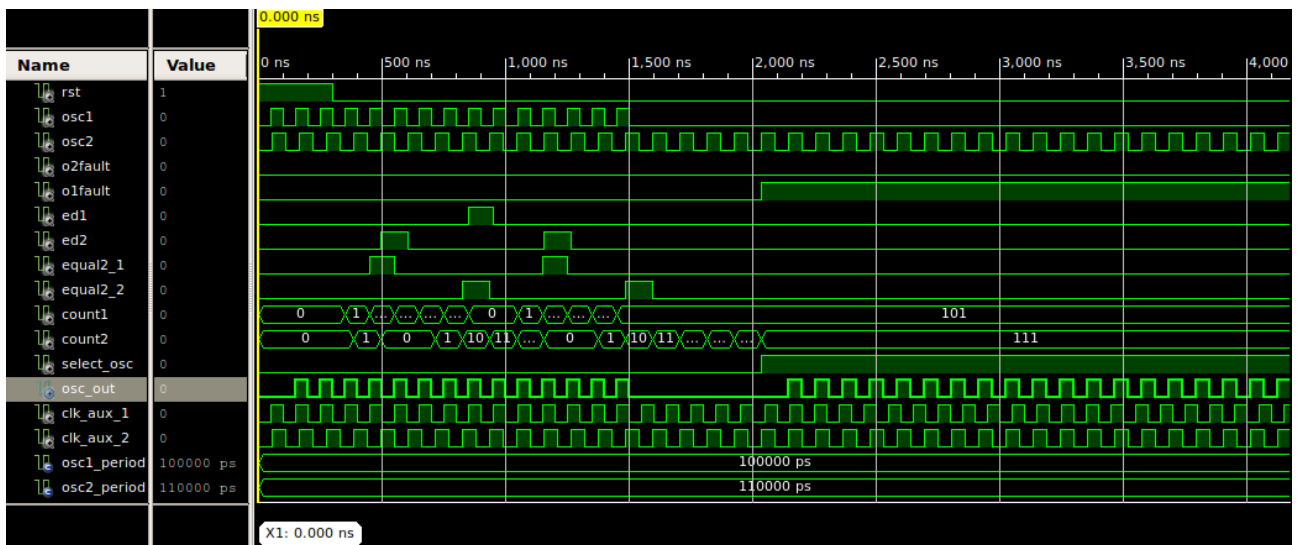 0.000 ns
Name Value 0 ns 500 ns 1,000 ns 1,500 ns 2,000 ns 2,500 ns 3,000 ns 3,500 ns 4,000
rst 1
osc1 0
osc2 0
o2fault 0
o1fault 0
ed1 0
ed2 0
equal2_1 0
equal2_2 0
count1 0 0 1 ... ... ... ... 0 1 ... ... ... 101
count2 0 0 1 0 1 10 11 ... 0 1 10 11 ... ... ... 111
select_osc 0
osc_out 0
clk_aux_1 0
clk_aux_2 0
osc1_period 100000 ps 100000 ps
osc2_period 110000 ps 110000 ps
X1: 0.000 ns